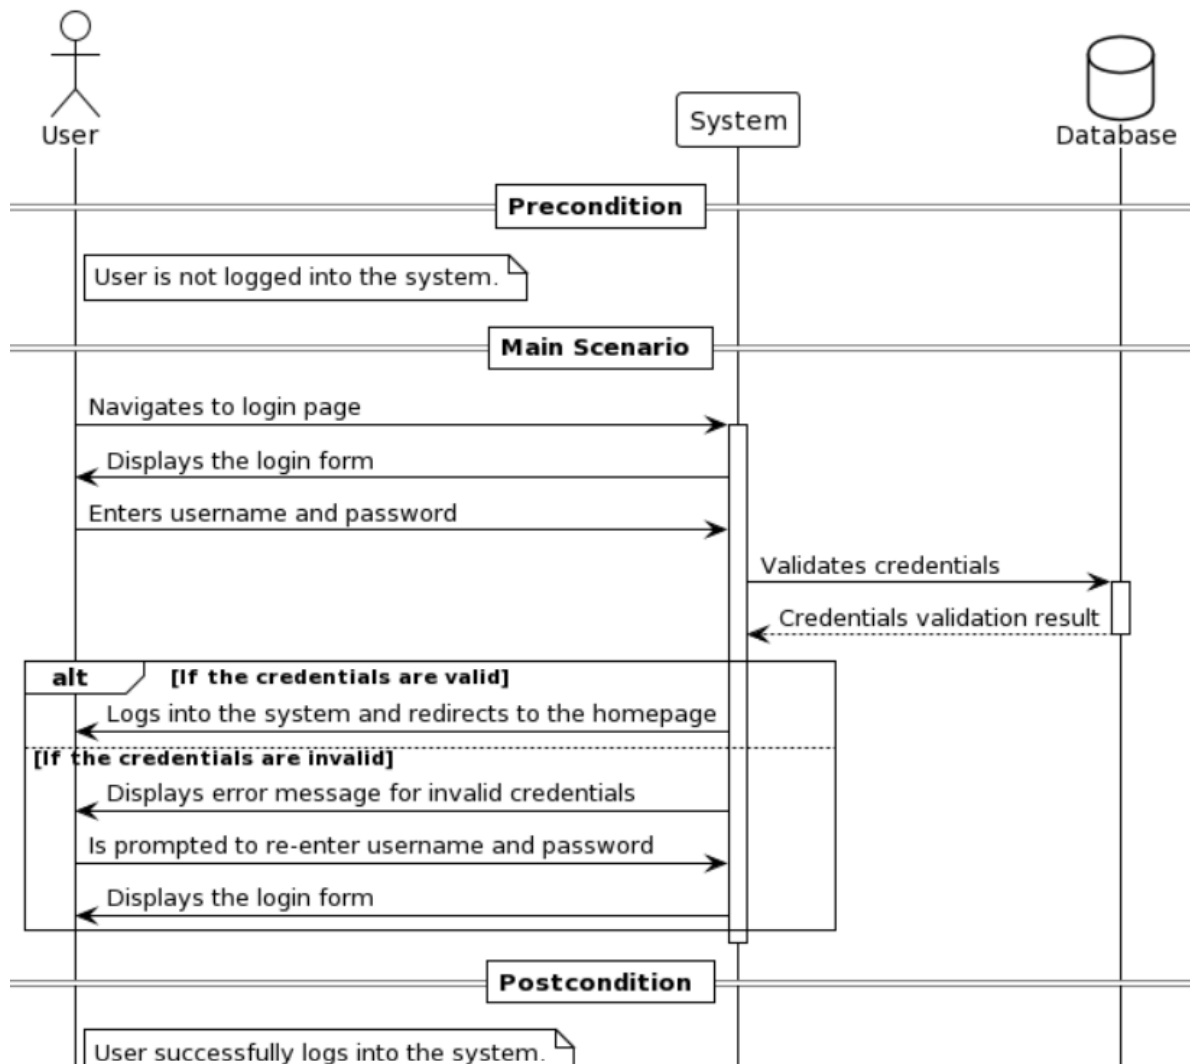 User
System
Database
Precondition
User is not logged into the system.
Main Scenario
Navigates to login page
Displays the login form
Enters username and password
Validates credentials
Credentials validation result
alt [If the credentials are valid]
Logs into the system and redirects to the homepage
[If the credentials are invalid]
Displays error message for invalid credentials
Is prompted to re-enter username and password
Displays the login form
Postcondition
User successfully logs into the system.